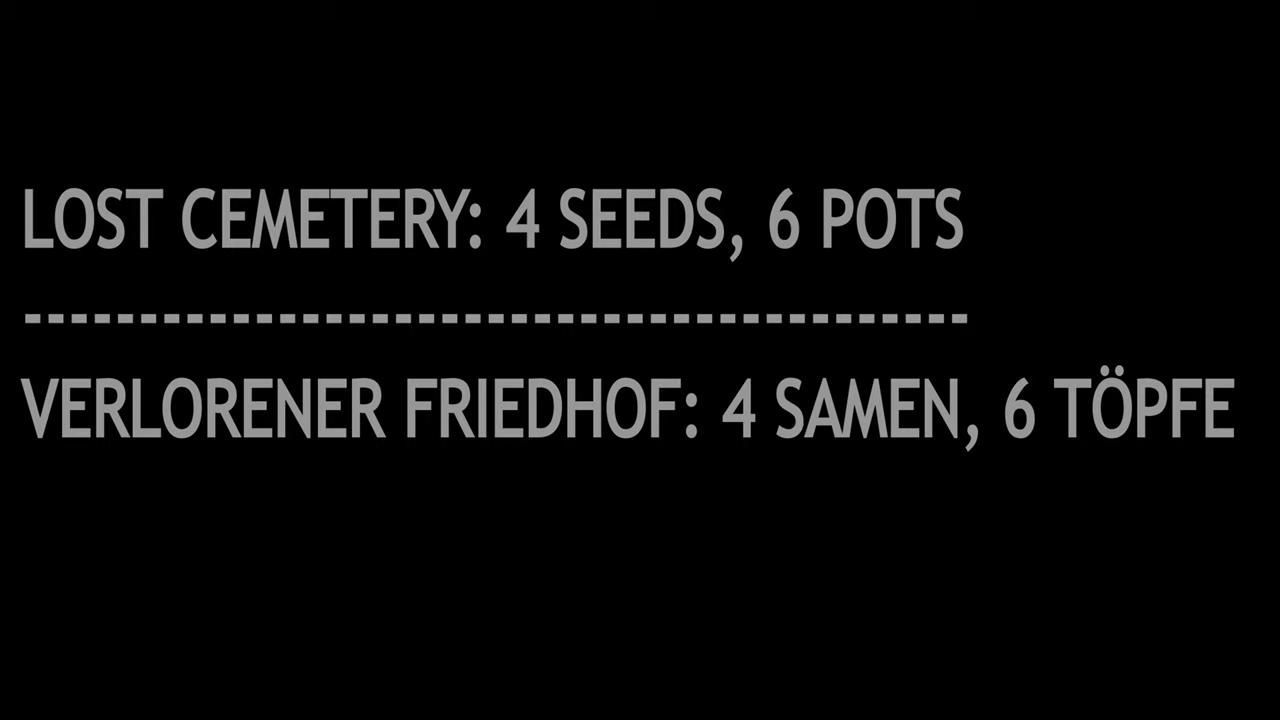 LOST CEMETERY: 4 SEEDS, 6 POTS
-----------------------------------------
VERLORENER FRIEDHOF: 4 SAMEN, 6 TÖPFE